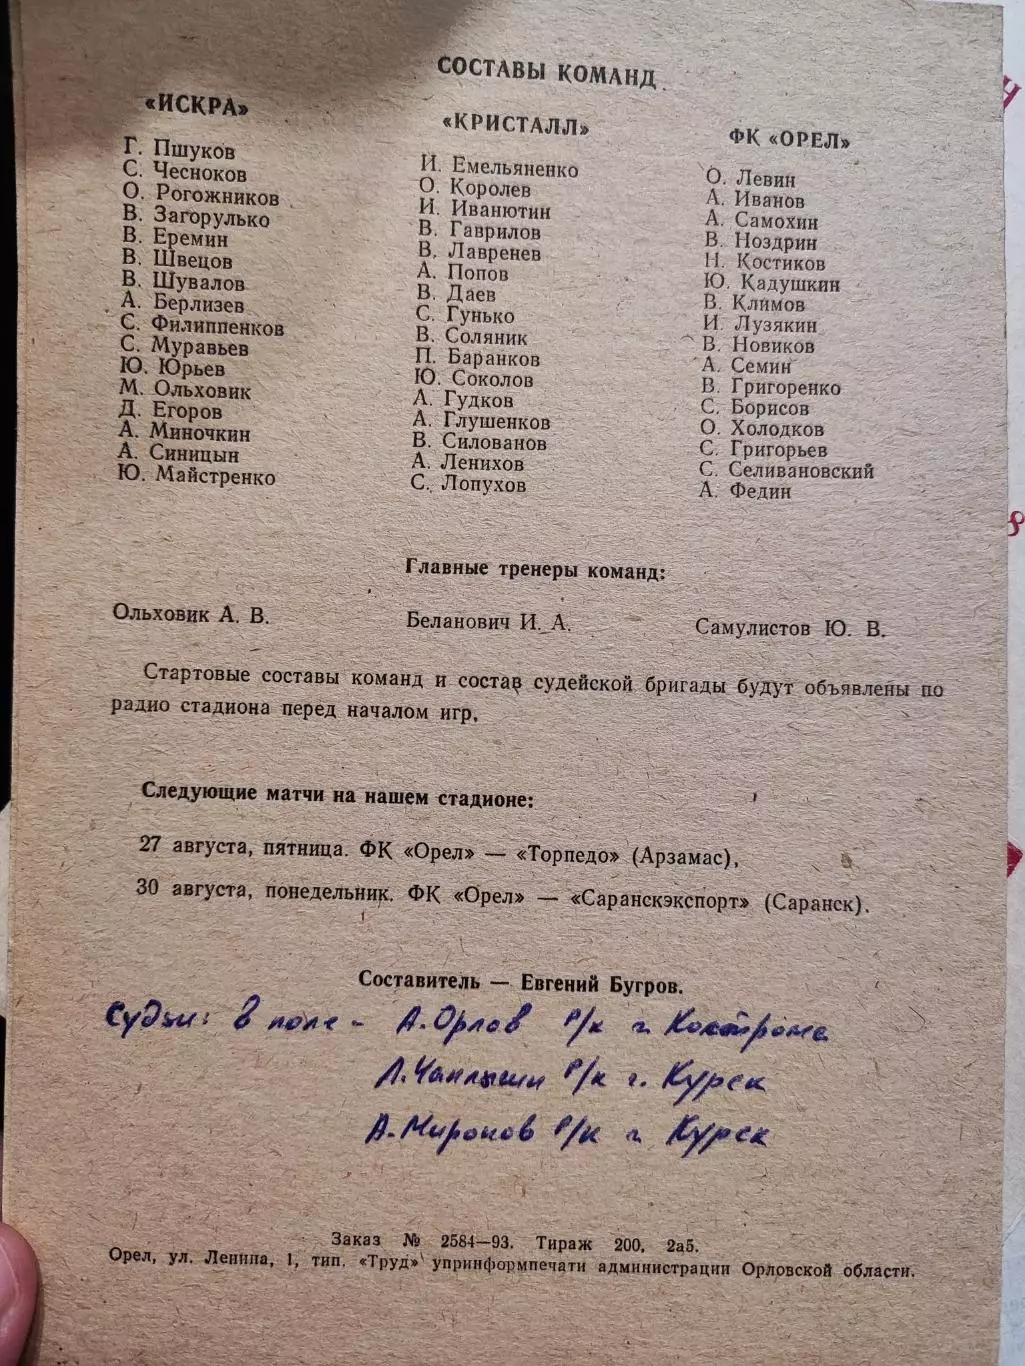 СОСТАВЫ КОМАНД
«ИСКРА»
Г. Пшуков
С. Чесноков
О. Рогожников
В. Загорулько
В. Еремин
В. Швецов
В. Шувалов
А. Берлизев
С. Филиппенков
С. Муравьев
Ю. Юрьев
М. Ольховик
Д. Егоров
А. Миночкин
А. Синицын
Ю. Майстренко
«КРИСТАЛЛ»
И. Емельяненко
О. Королев
И. Иванютин
В. Гаврилов
В. Лавренев
А. Попов
В. Даев
С. Гунько
В. Соляник
П. Баранков
Ю. Соколов
А. Гудков
А. Глушенков
В. Силованов
А. Ленихов
С. Лопухов
ФК «ОРЕЛ»
О. Левин
А. Иванов
А. Самохин
В. Ноздрин
Н. Костиков
Ю. Кадушкин
В. Климов
И. Лузякин
В. Новиков
А. Семин
В. Григоренко
С. Борисов
О. Холодков
С. Григорьев
С. Селивановский
А. Федин
Главные тренеры команд:
Ольховик А. В. Беланович И. А. Самулистов Ю. В.
Стартовые составы команд и состав судейской бригады будут объявлены по
радио стадиона перед началом игр.
Следующие матчи на нашем стадионе:
27 августа, пятница. ФК «Орел» — «Торпедо» (Арзамас),
30 августа, понедельник. ФК «Орел» — «Саранскэкспорт» (Саранск).
Составитель — Евгений Бугров.
Судьи: в поле - А. Орлов р/к г. Кострома
Л. Чаплыгин р/к г. Курск
А. Миронов р/к г. Курск
Заказ № 2584—93. Тираж 200, 2а5.
Орел, ул. Ленина, 1, тип. «Труд» упринформпечати администрации Орловской области.
Н
8